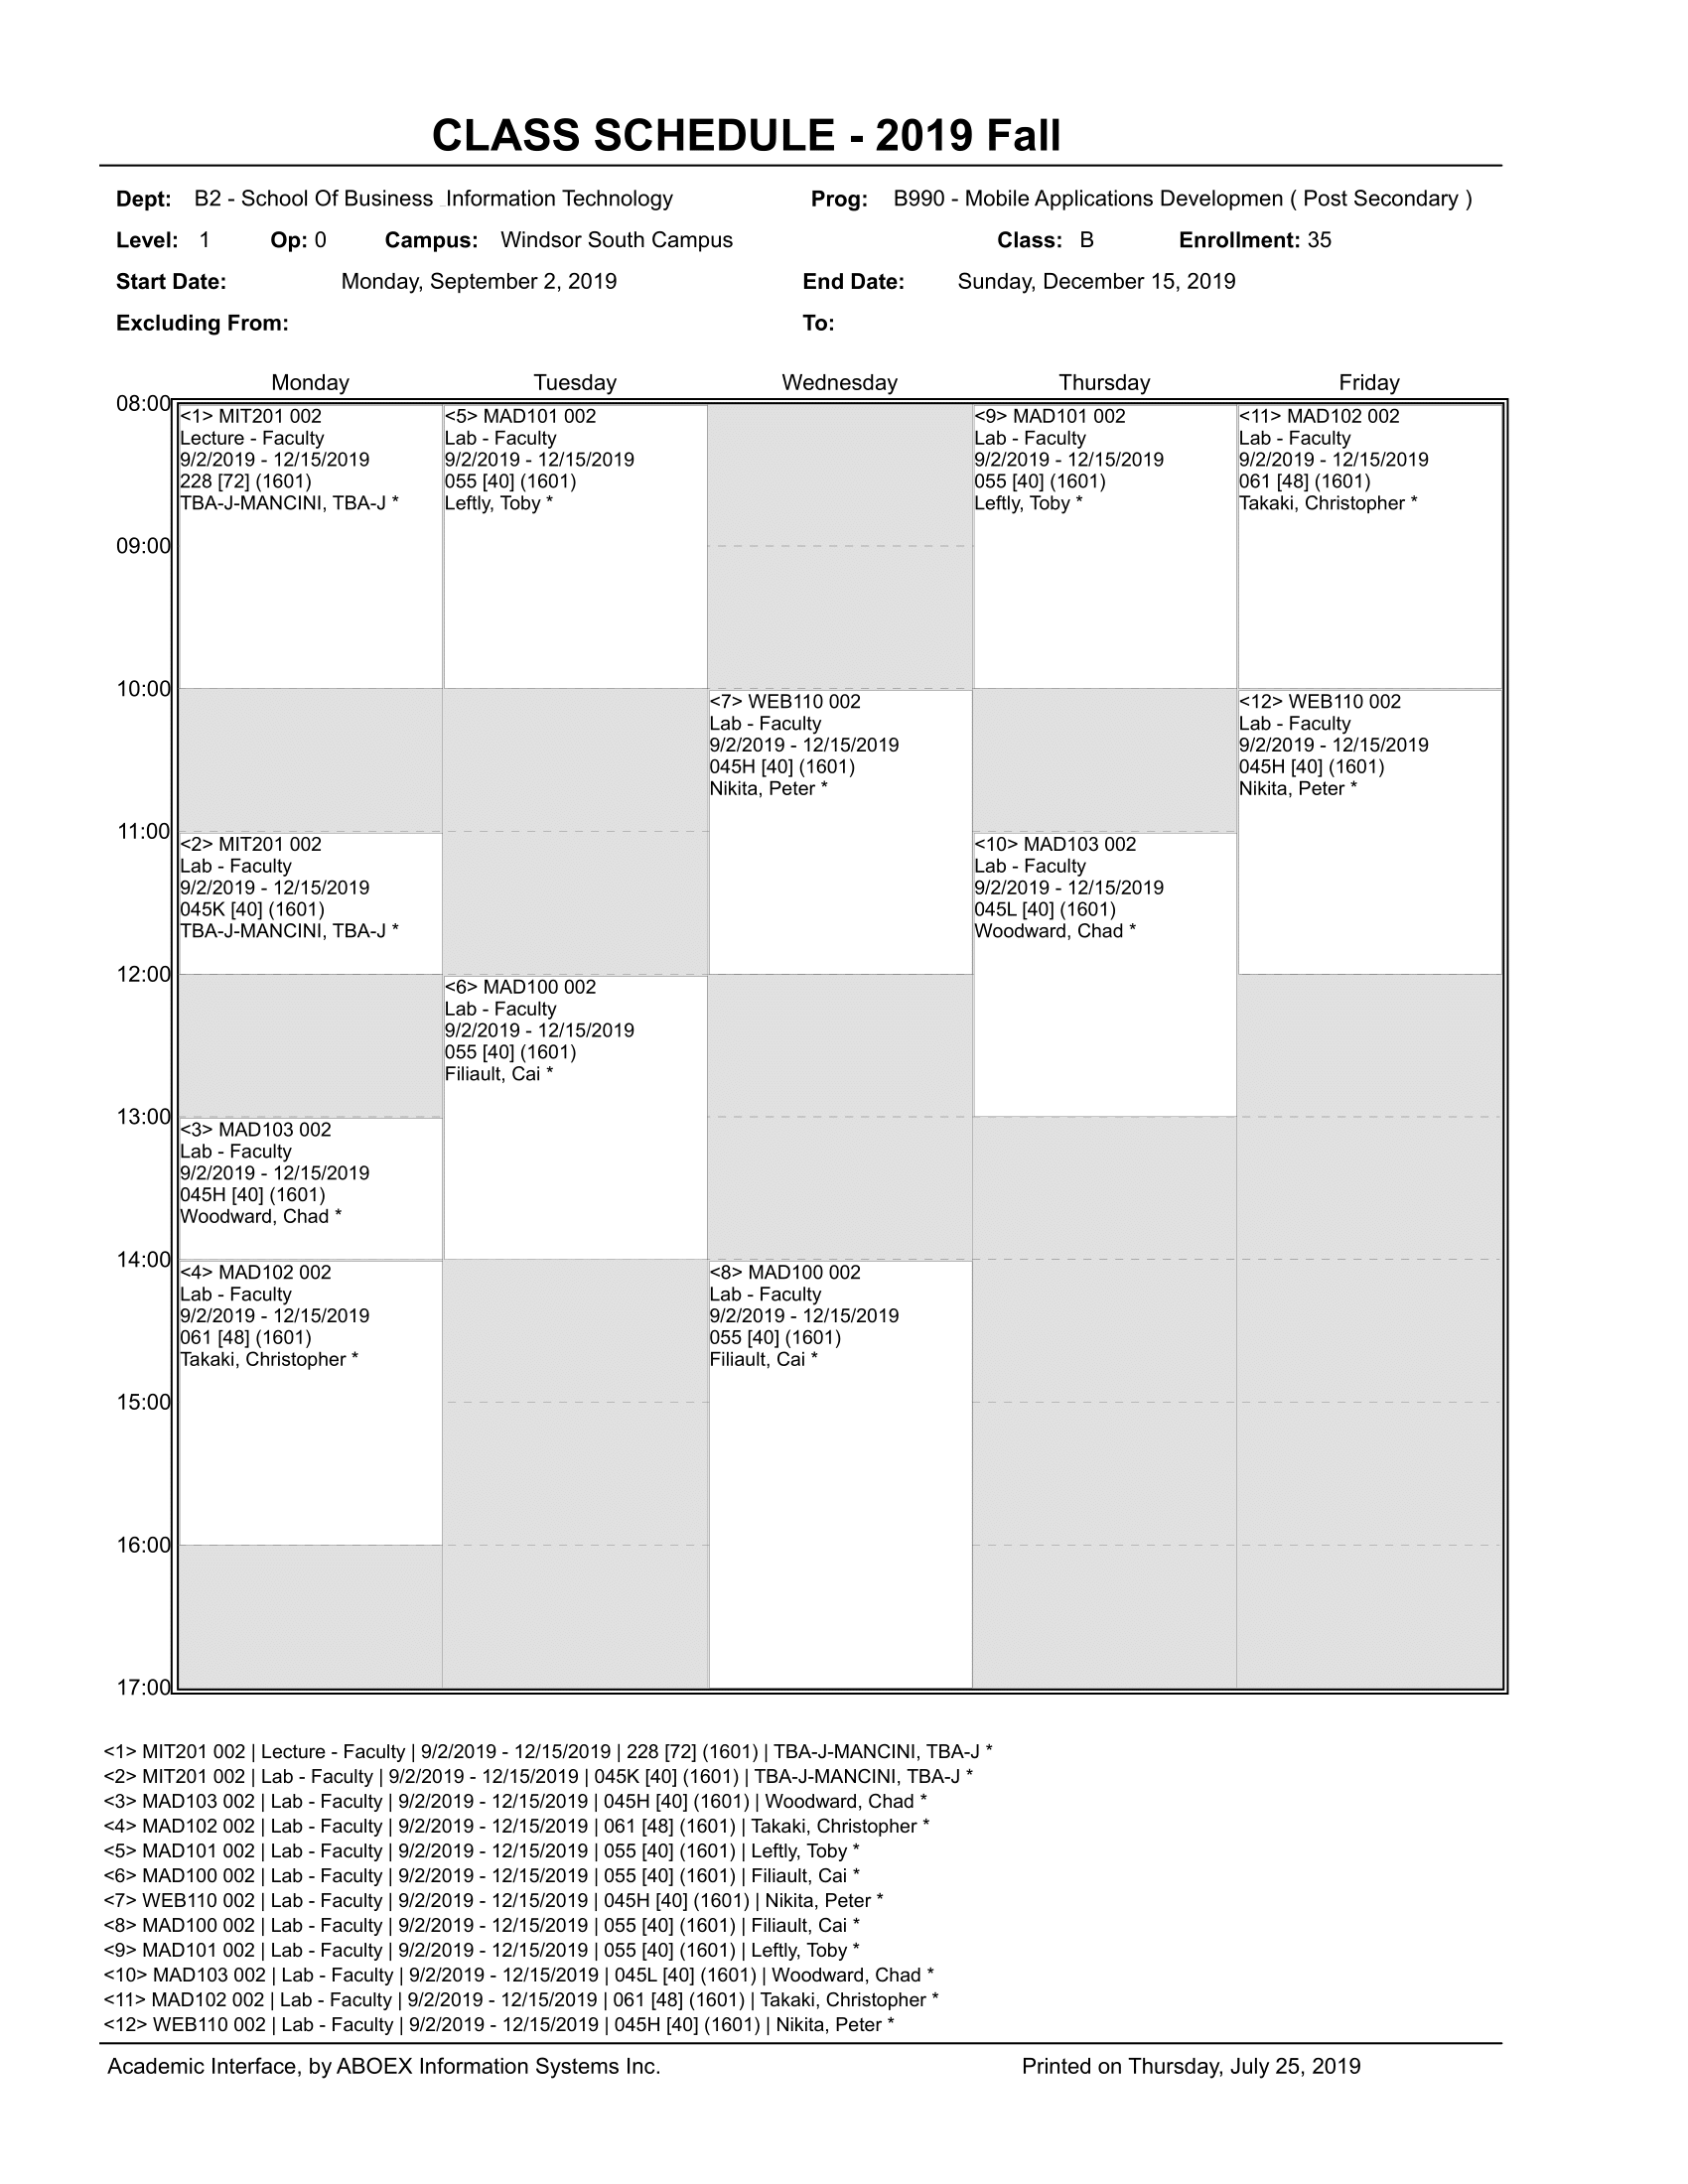 CLASS SCHEDULE - 2019 Fall
Dept: B2 - School Of Business Information Technology Prog: B990 - Mobile Applications Developmen ( Post Secondary )
Level: 1 Op: 0 Campus: Windsor South Campus Class: B Enrollment: 35
Start Date: Monday, September 2, 2019 End Date: Sunday, December 15, 2019
Excluding From: To:
Monday Tuesday Wednesday Thursday Friday
08:00
<1> MIT201 002
Lecture - Faculty
9/2/2019 - 12/15/2019
228 [72] (1601)
TBA-J-MANCINI, TBA-J *
<5> MAD101 002
Lab - Faculty
9/2/2019 - 12/15/2019
055 [40] (1601)
Leftly, Toby *
<9> MAD101 002
Lab - Faculty
9/2/2019 - 12/15/2019
055 [40] (1601)
Leftly, Toby *
<11> MAD102 002
Lab - Faculty
9/2/2019 - 12/15/2019
061 [48] (1601)
Takaki, Christopher *
09:00
10:00
<7> WEB110 002
Lab - Faculty
9/2/2019 - 12/15/2019
045H [40] (1601)
Nikita, Peter *
<12> WEB110 002
Lab - Faculty
9/2/2019 - 12/15/2019
045H [40] (1601)
Nikita, Peter *
11:00
<2> MIT201 002
Lab - Faculty
9/2/2019 - 12/15/2019
045K [40] (1601)
TBA-J-MANCINI, TBA-J *
<10> MAD103 002
Lab - Faculty
9/2/2019 - 12/15/2019
045L [40] (1601)
Woodward, Chad *
12:00
<6> MAD100 002
Lab - Faculty
9/2/2019 - 12/15/2019
055 [40] (1601)
Filiault, Cai *
13:00
<3> MAD103 002
Lab - Faculty
9/2/2019 - 12/15/2019
045H [40] (1601)
Woodward, Chad *
14:00
<4> MAD102 002
Lab - Faculty
9/2/2019 - 12/15/2019
061 [48] (1601)
Takaki, Christopher *
<8> MAD100 002
Lab - Faculty
9/2/2019 - 12/15/2019
055 [40] (1601)
Filiault, Cai *
15:00
16:00
17:00
<1> MIT201 002 | Lecture - Faculty | 9/2/2019 - 12/15/2019 | 228 [72] (1601) | TBA-J-MANCINI, TBA-J *
<2> MIT201 002 | Lab - Faculty | 9/2/2019 - 12/15/2019 | 045K [40] (1601) | TBA-J-MANCINI, TBA-J *
<3> MAD103 002 | Lab - Faculty | 9/2/2019 - 12/15/2019 | 045H [40] (1601) | Woodward, Chad *
<4> MAD102 002 | Lab - Faculty | 9/2/2019 - 12/15/2019 | 061 [48] (1601) | Takaki, Christopher *
<5> MAD101 002 | Lab - Faculty | 9/2/2019 - 12/15/2019 | 055 [40] (1601) | Leftly, Toby *
<6> MAD100 002 | Lab - Faculty | 9/2/2019 - 12/15/2019 | 055 [40] (1601) | Filiault, Cai *
<7> WEB110 002 | Lab - Faculty | 9/2/2019 - 12/15/2019 | 045H [40] (1601) | Nikita, Peter *
<8> MAD100 002 | Lab - Faculty | 9/2/2019 - 12/15/2019 | 055 [40] (1601) | Filiault, Cai *
<9> MAD101 002 | Lab - Faculty | 9/2/2019 - 12/15/2019 | 055 [40] (1601) | Leftly, Toby *
<10> MAD103 002 | Lab - Faculty | 9/2/2019 - 12/15/2019 | 045L [40] (1601) | Woodward, Chad *
<11> MAD102 002 | Lab - Faculty | 9/2/2019 - 12/15/2019 | 061 [48] (1601) | Takaki, Christopher *
<12> WEB110 002 | Lab - Faculty | 9/2/2019 - 12/15/2019 | 045H [40] (1601) | Nikita, Peter *
Academic Interface, by ABOEX Information Systems Inc. Printed on Thursday, July 25, 2019